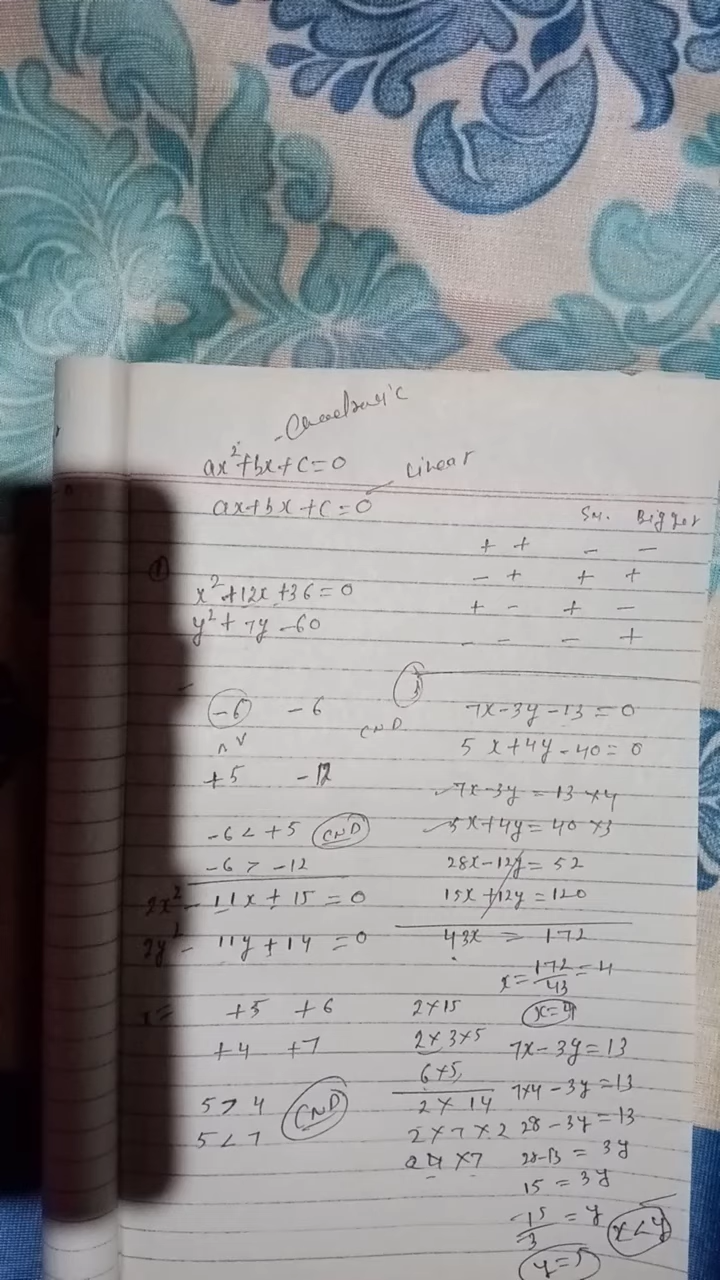 ax²+bx+c=0
Linear
ax+bx+c=0
Sm. Bigger
+ + - -
- + + +
+ - + -
- - - +
①
x²+12x+36=0
y²+7y-60
-6 -6
+5 -12
-6 < +5 CND
-6 > -12
2x²-11x+15=0
2y²-11y+14=0
x= +5 +6
+4 +7
5 > 4
5 < 7
CND
2×15
2×3×5
6×5
2×14
2×7×2
CND
7x-3y-13=0
5x+4y-40=0
7x-3y=13×4
5x+4y=40×3
28x-12y=52
15x+12y=120
43x=172
x=172/43=4
x=4
7x-3y=13
7×4-3y=13
28-3y=13
28-13=3y
15=3y
15/3=y
y=5
x<y